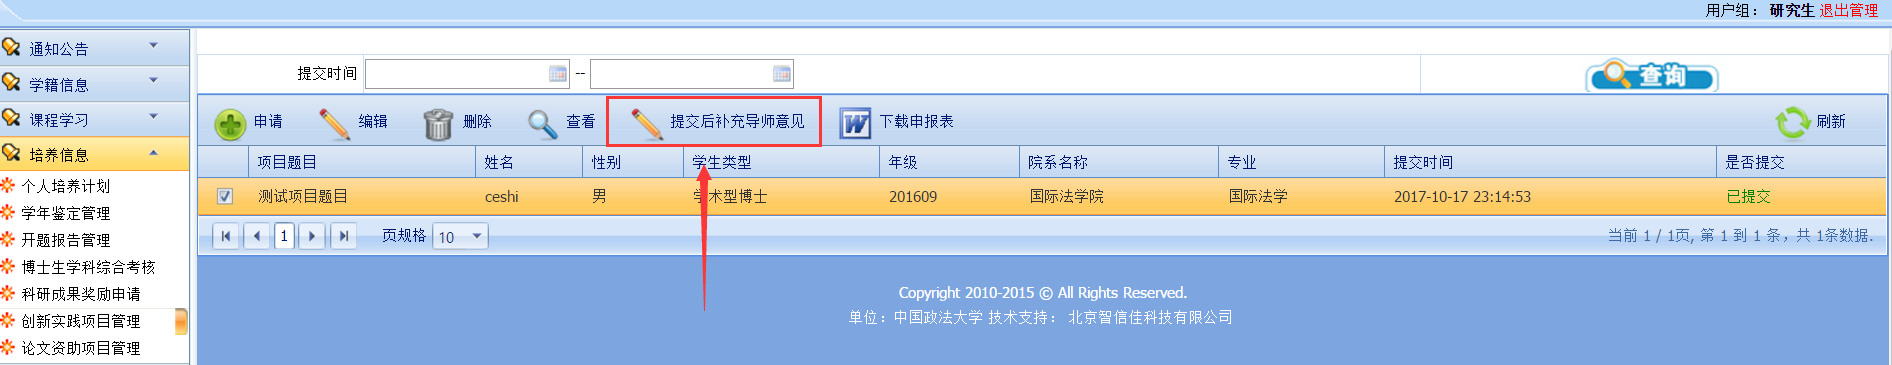 用户组： 研究生 退出管理
通知公告
学籍信息
课程学习
培养信息
个人培养计划
学年鉴定管理
开题报告管理
博士生学科综合考核
科研成果奖励申请
创新实践项目管理
论文资助项目管理
提交时间 -- 查询
申请 编辑 删除 查看 提交后补充导师意见 下载申报表 刷新
项目题目 姓名 性别 学生类型 年级 院系名称 专业 提交时间 是否提交
测试项目题目 ceshi 男 学术型博士 201609 国际法学院 国际法学 2017-10-17 23:14:53 已提交
1 页规格 10 当前 1 / 1页, 第 1 到 1 条，共 1条数据.
Copyright 2010-2015 © All Rights Reserved.
单位：中国政法大学 技术支持： 北京智信佳科技有限公司